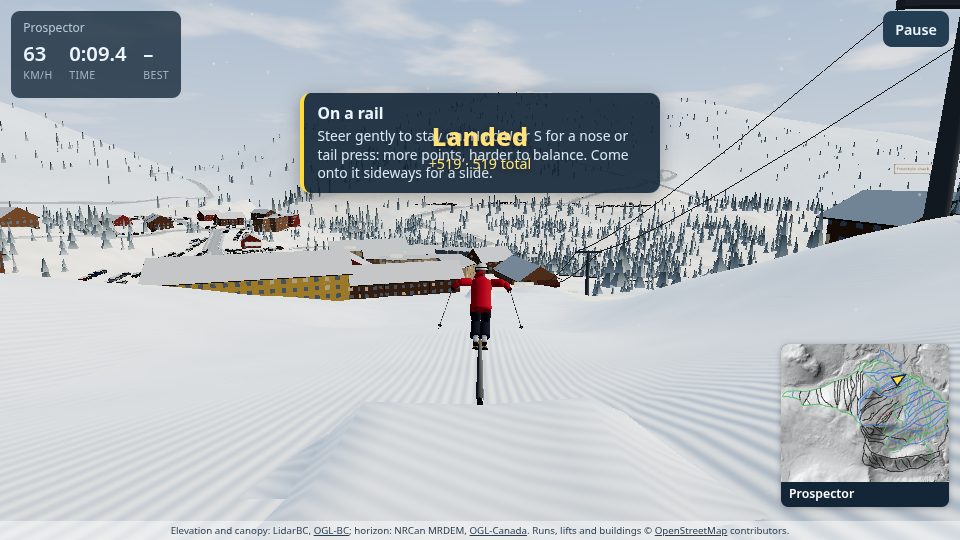 Prospector
63 0:09.4 –
KM/H TIME BEST
Pause
On a rail
Steer gently to stay S for a nose or
tail press: more points, harder to balance. Come
onto it sideways for a slide.
Landed
+519 · 519 total
Prospector
Elevation and canopy: LidarBC, OGL-BC; horizon: NRCan MRDEM, OGL-Canada. Runs, lifts and buildings © OpenStreetMap contributors.